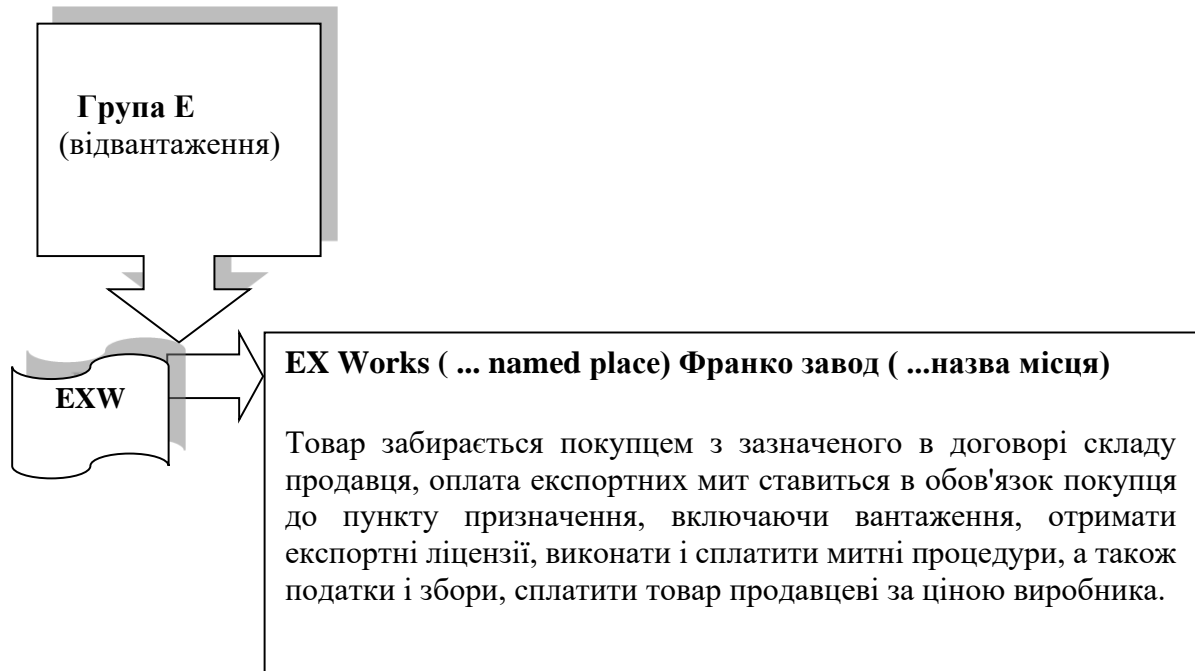 Група E
(відвантаження)
EXW
EX Works ( ... named place) Франко завод ( ...назва місця)
Товар забирається покупцем з зазначеного в договорі складу
продавця, оплата експортних мит ставиться в обов'язок покупця
до пункту призначення, включаючи вантаження, отримати
експортні ліцензії, виконати і сплатити митні процедури, а також
податки і збори, сплатити товар продавцеві за ціною виробника.